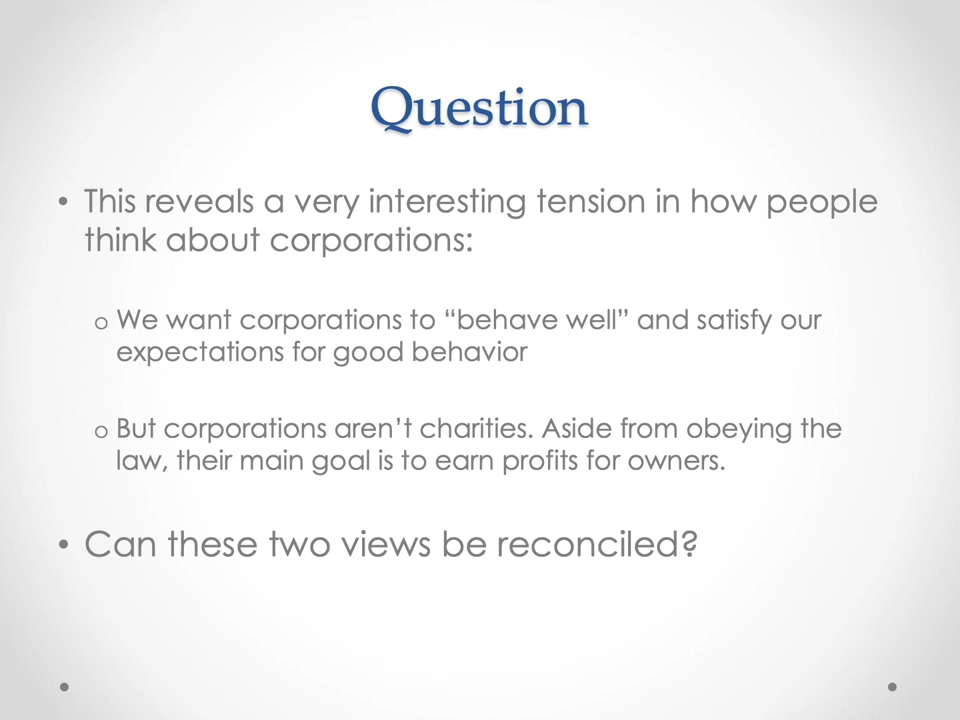 Question
• This reveals a very interesting tension in how people
think about corporations:
o We want corporations to “behave well” and satisfy our
expectations for good behavior
o But corporations aren’t charities. Aside from obeying the
law, their main goal is to earn profits for owners.
• Can these two views be reconciled?